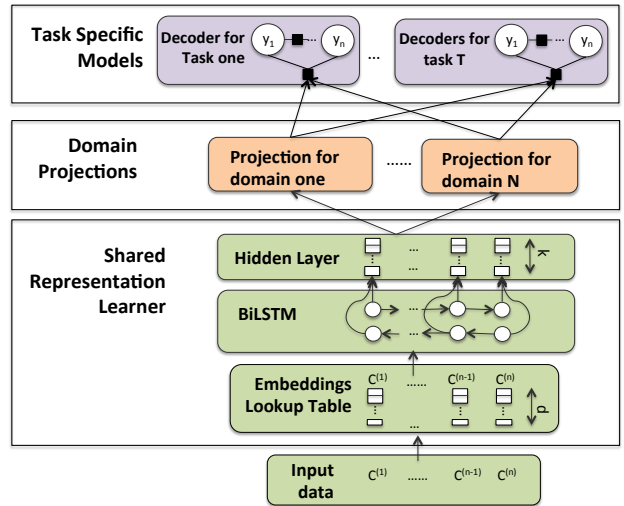 Task Specific Models
Decoder for Task one
y1 ... yn
...
Decoders for task T
y1 ... yn
Domain Projections
Projection for domain one
......
Projection for domain N
Shared Representation Learner
Hidden Layer
...
...
k
BiLSTM
...
...
Embeddings Lookup Table
C(1) ...... C(n-1) C(n)
...
d
Input data
C(1) ...... C(n-1) C(n)